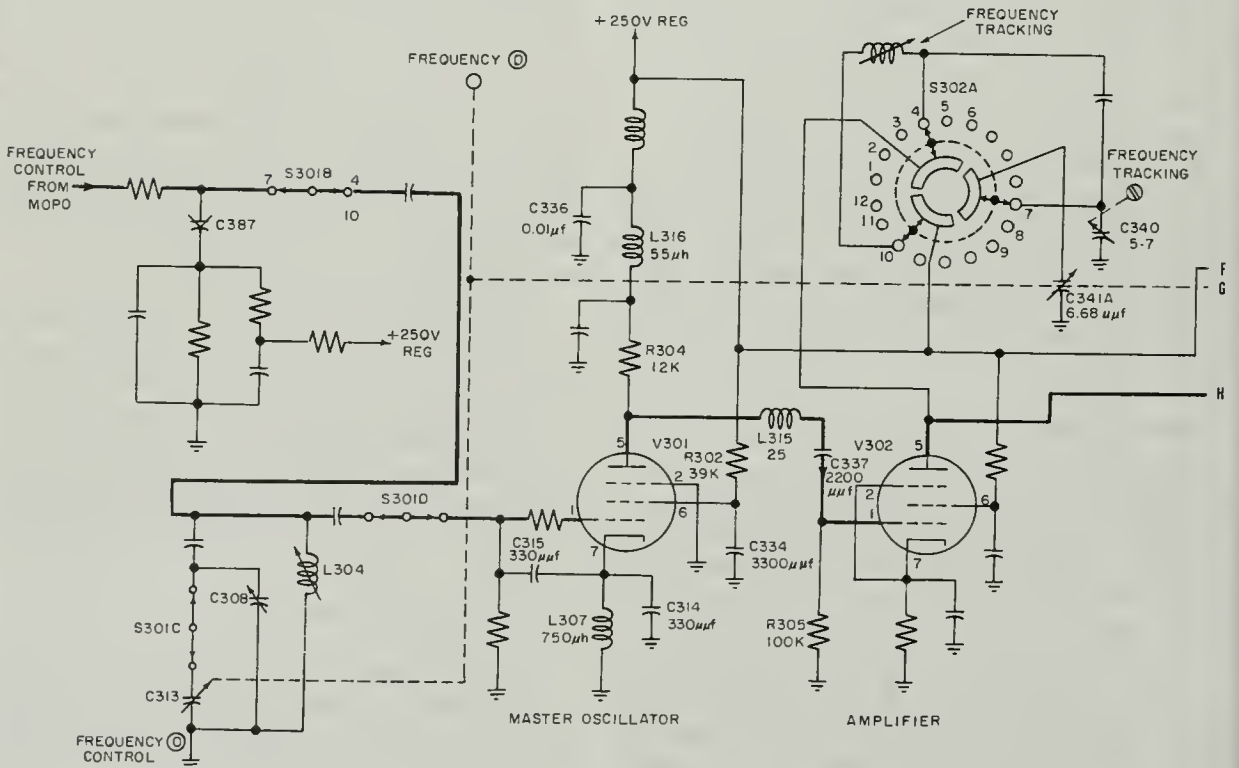 +250V REG
FREQUENCY
TRACKING
FREQUENCY D
S302A
4
5
6
3
2
1
12
11
10
9
8
7
FREQUENCY
TRACKING
C340
5-7
FREQUENCY
CONTROL
FROM
MOPO
S301B
7
4
10
C387
+250V
REG
C336
0.01μf
L316
55μh
C341A
6.68μμf
F
G
R304
12K
H
5
V301
R302
39K
2
6
1
7
L315
25
C337
2200
μμf
V302
5
2
1
6
7
S301D
C315
330μμf
C334
3300μμf
L304
C308
S301C
C313
L307
750μh
C314
330μμf
R305
100K
MASTER OSCILLATOR
AMPLIFIER
FREQUENCY D
CONTROL